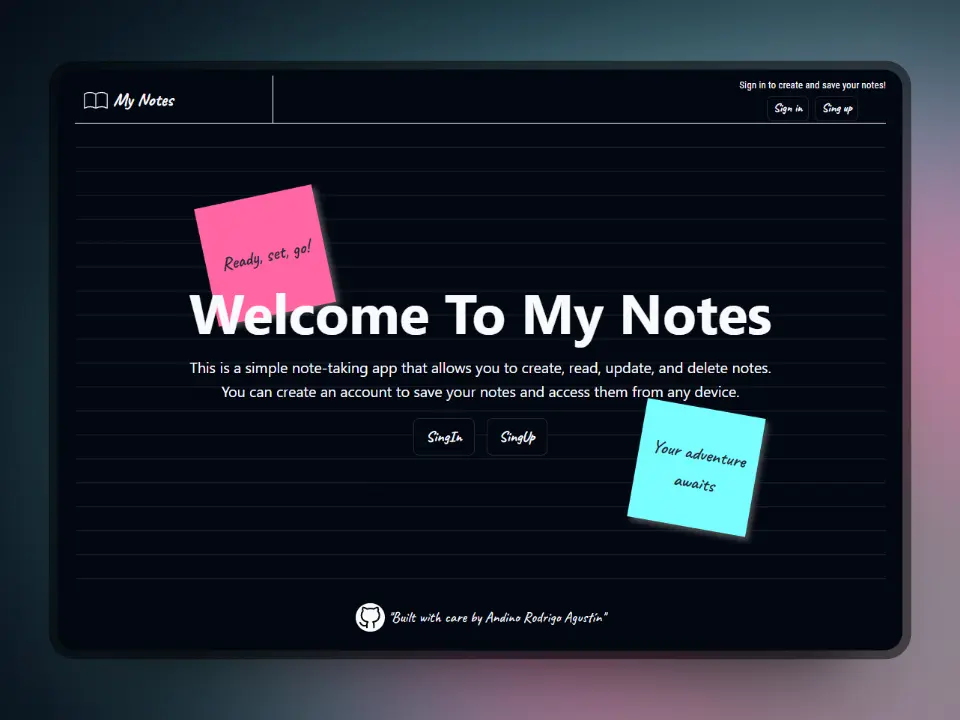 My Notes
Sign in to create and save your notes!
Sign in
Sing up
Ready, set, go!
Welcome To My Notes
This is a simple note-taking app that allows you to create, read, update, and delete notes.
You can create an account to save your notes and access them from any device.
SingIn
SingUp
Your adventure
awaits
"Built with care by Andino Rodrigo Agustín"